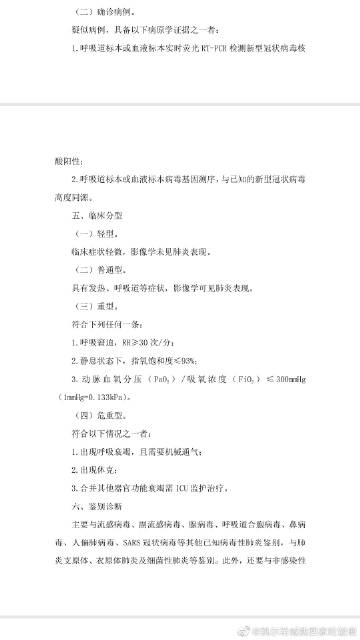 （二）确诊病例。
疑似病例，具备以下病原学证据之一者：
1.呼吸道标本或血液标本实时荧光 RT-PCR 检测新型冠状病毒核
酸阳性；
2.呼吸道标本或血液标本病毒基因测序，与已知的新型冠状病毒
高度同源。
五、临床分型
（一）轻型。
临床症状轻微，影像学未见肺炎表现。
（二）普通型。
具有发热、呼吸道等症状，影像学可见肺炎表现。
（三）重型。
符合下列任何一条：
1.呼吸窘迫，RR≥30 次/分；
2.静息状态下，指氧饱和度≤93%；
3.动脉血氧分压（PaO₂）/吸氧浓度（FiO₂）≤300mmHg
（1mmHg=0.133kPa）。
（四）危重型。
符合以下情况之一者：
1.出现呼吸衰竭，且需要机械通气；
2.出现休克；
3.合并其他器官功能衰竭需 ICU 监护治疗。
六、鉴别诊断
主要与流感病毒、副流感病毒、腺病毒、呼吸道合胞病毒、鼻病
毒、人偏肺病毒、SARS 冠状病毒等其他已知病毒性肺炎鉴别，与肺
炎支原体、衣原体肺炎及细菌性肺炎等鉴别。此外，还要与非感染性